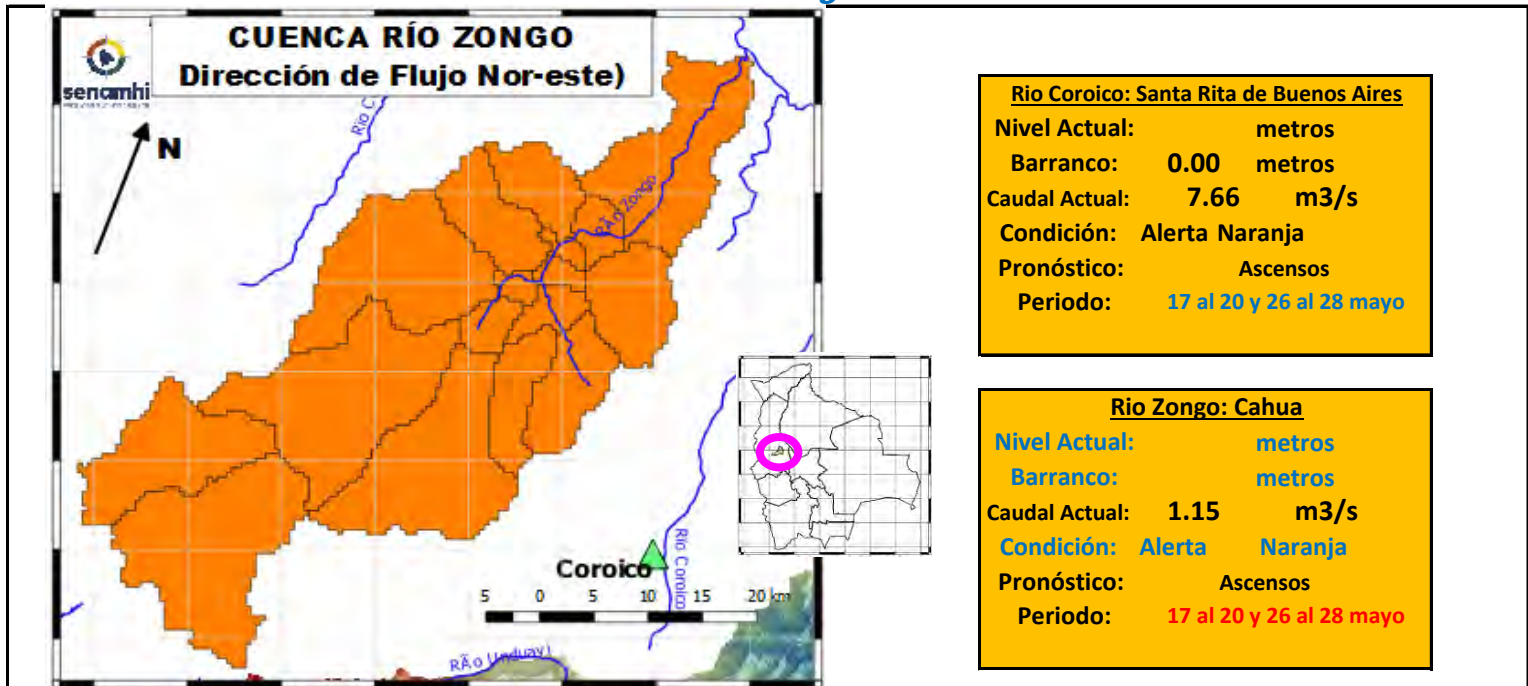 CUENCA RÍO ZONGO
Dirección de Flujo Nor-este)
senamhi
N
Río C
RÃo Zongo
Coroico
Río Coroico
5 0 5 10 15 20 km
RÃo Unduavi
Rio Coroico: Santa Rita de Buenos Aires
Nivel Actual: metros
Barranco: 0.00 metros
Caudal Actual: 7.66 m3/s
Condición: Alerta Naranja
Pronóstico: Ascensos
Periodo: 17 al 20 y 26 al 28 mayo
Rio Zongo: Cahua
Nivel Actual: metros
Barranco: metros
Caudal Actual: 1.15 m3/s
Condición: Alerta Naranja
Pronóstico: Ascensos
Periodo: 17 al 20 y 26 al 28 mayo